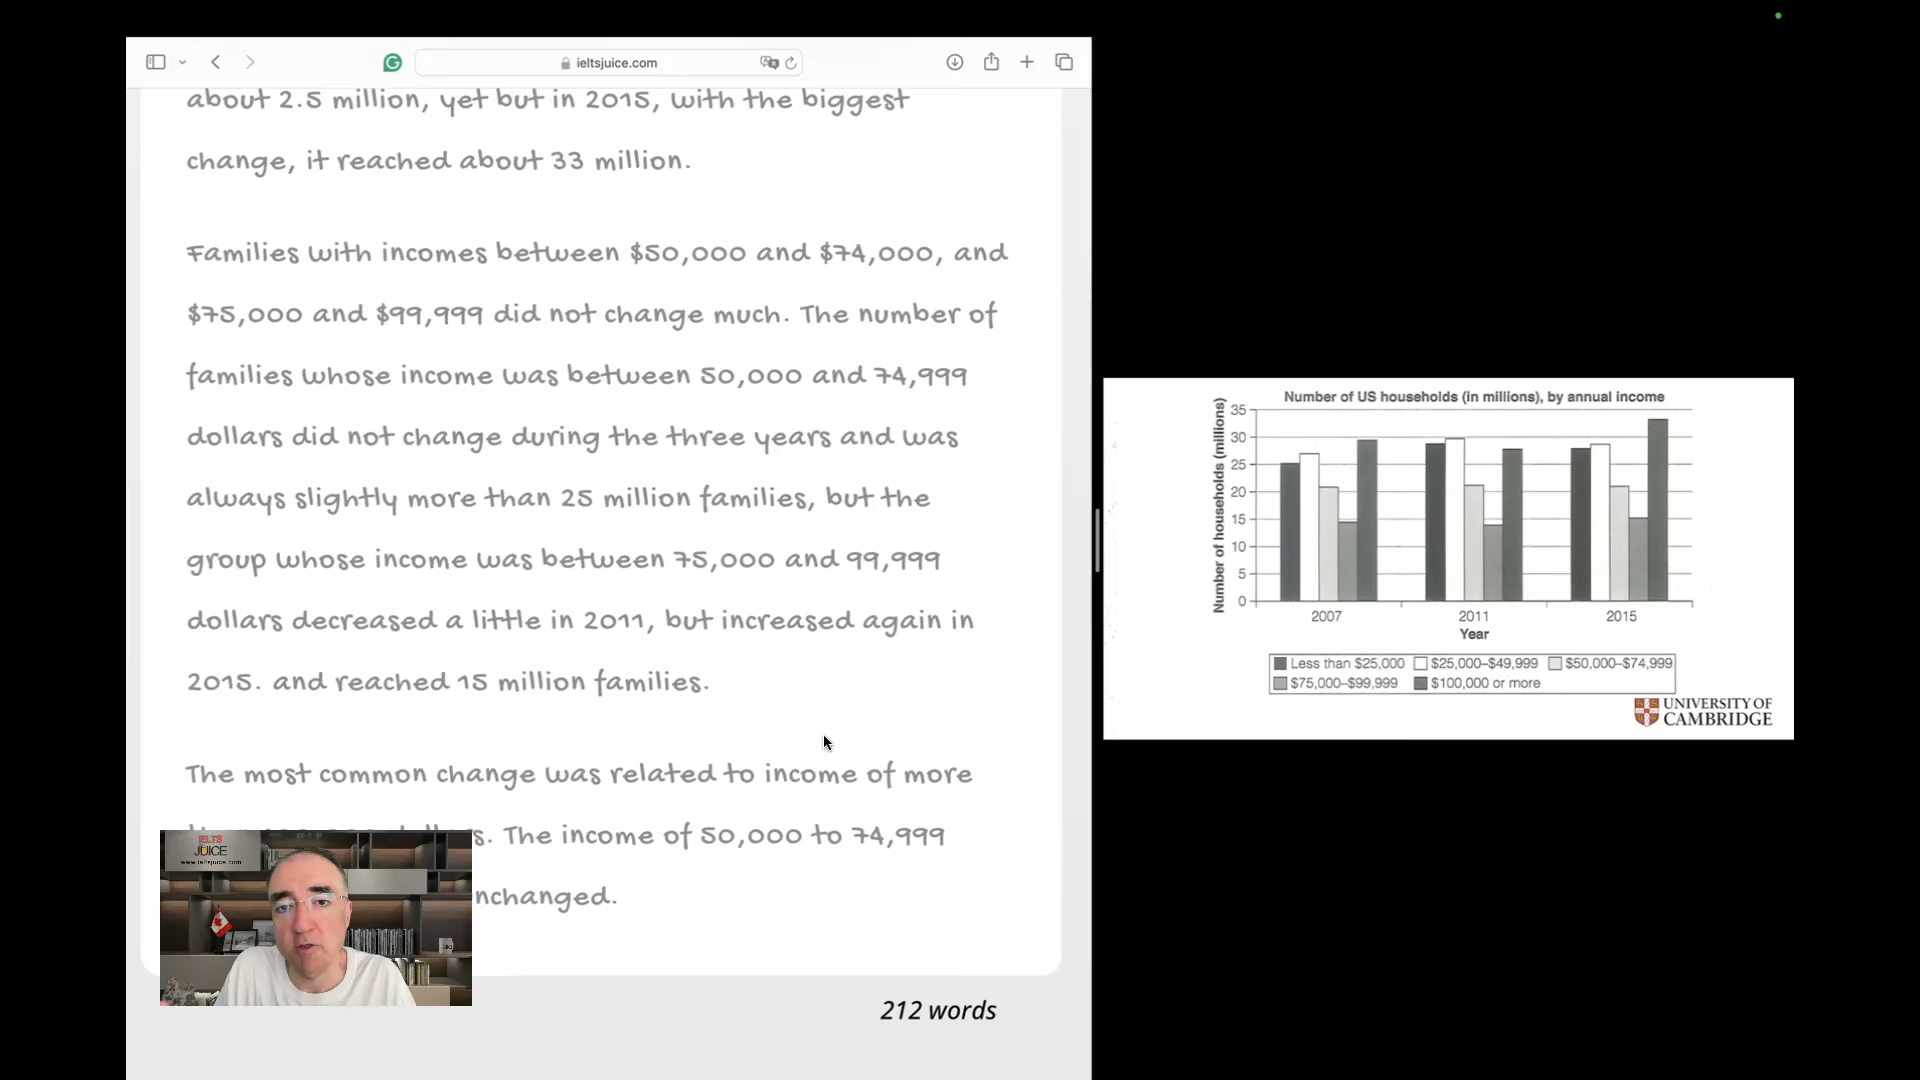 ieltsjuice.com
about 2.5 million, yet but in 2015, with the biggest
change, it reached about 33 million.
Families with incomes between $50,000 and $74,000, and
$75,000 and $99,999 did not change much. The number of
families whose income was between 50,000 and 74,999
dollars did not change during the three years and was
always slightly more than 25 million families, but the
group whose income was between 75,000 and 99,999
dollars decreased a little in 2011, but increased again in
2015. and reached 15 million families.
The most common change was related to income of more
s. The income of 50,000 to 74,999
nchanged.
212 words
IELTS
JUICE
www.ieltsjuice.com
Number of US households (in millions), by annual income
Number of households (millions)
35
30
25
20
15
10
5
0
2007 2011 2015
Year
Less than $25,000 $25,000–$49,999 $50,000–$74,999
$75,000–$99,999 $100,000 or more
UNIVERSITY OF
CAMBRIDGE